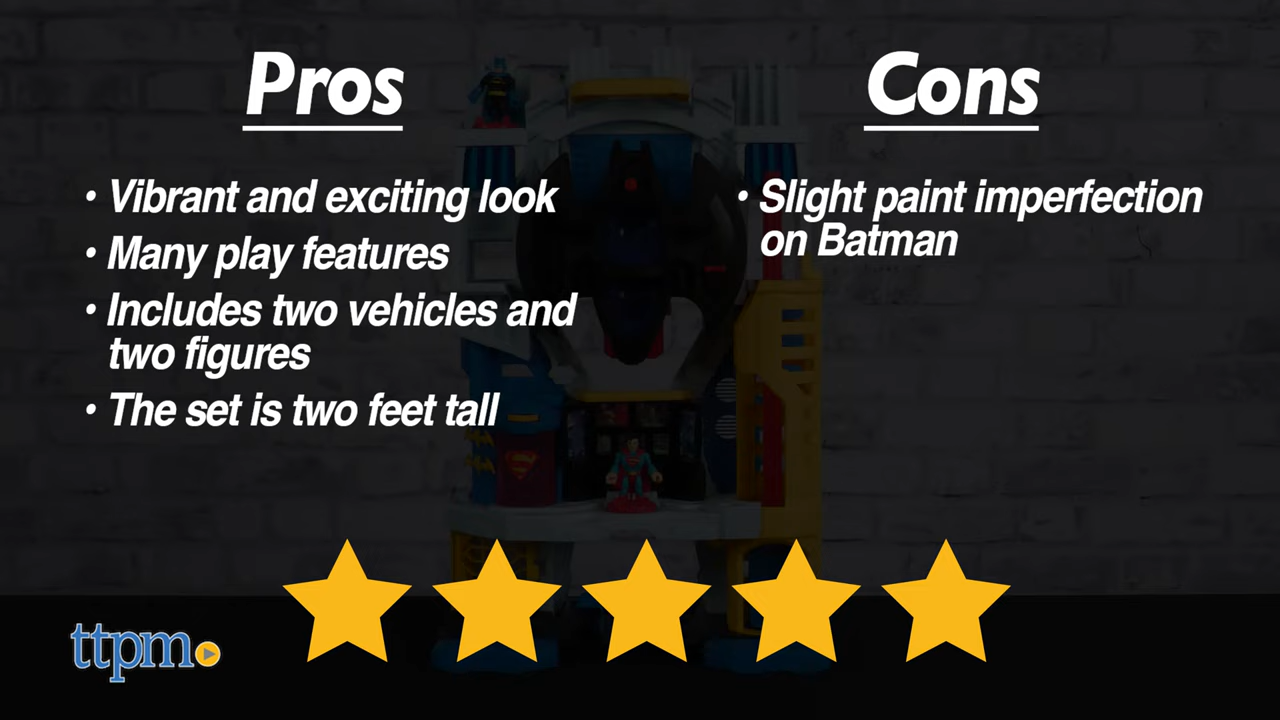 Pros
• Vibrant and exciting look
• Many play features
• Includes two vehicles and
two figures
• The set is two feet tall
Cons
• Slight paint imperfection
on Batman
ttpm